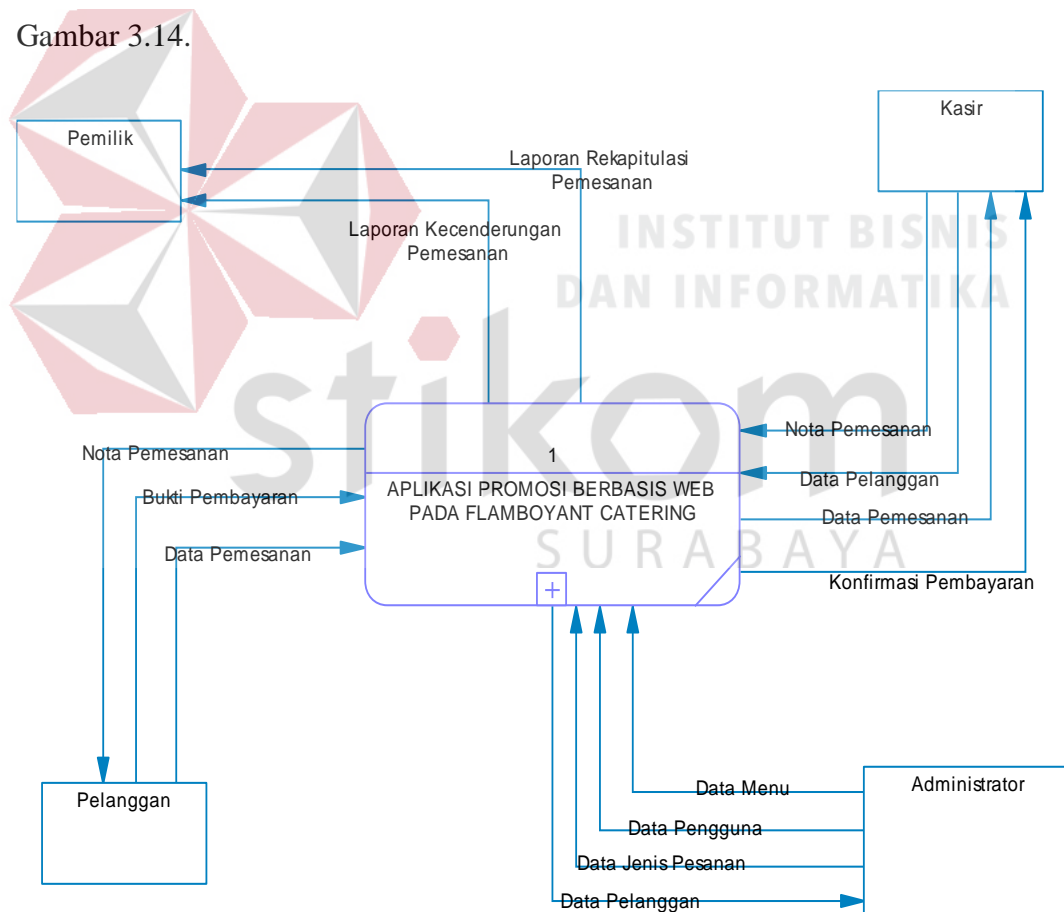 Gambar 3.14.
Pemilik
Kasir
Laporan Rekapitulasi
Pemesanan
Laporan Kecenderungan
Pemesanan
INSTITUT BISNIS
DAN INFORMATIKA
stikom
SURABAYA
Nota Pemesanan
Bukti Pembayaran
Data Pemesanan
1
APLIKASI PROMOSI BERBASIS WEB
PADA FLAMBOYANT CATERING
+
Nota Pemesanan
Data Pelanggan
Data Pemesanan
Konfirmasi Pembayaran
Pelanggan
Administrator
Data Menu
Data Pengguna
Data Jenis Pesanan
Data Pelanggan